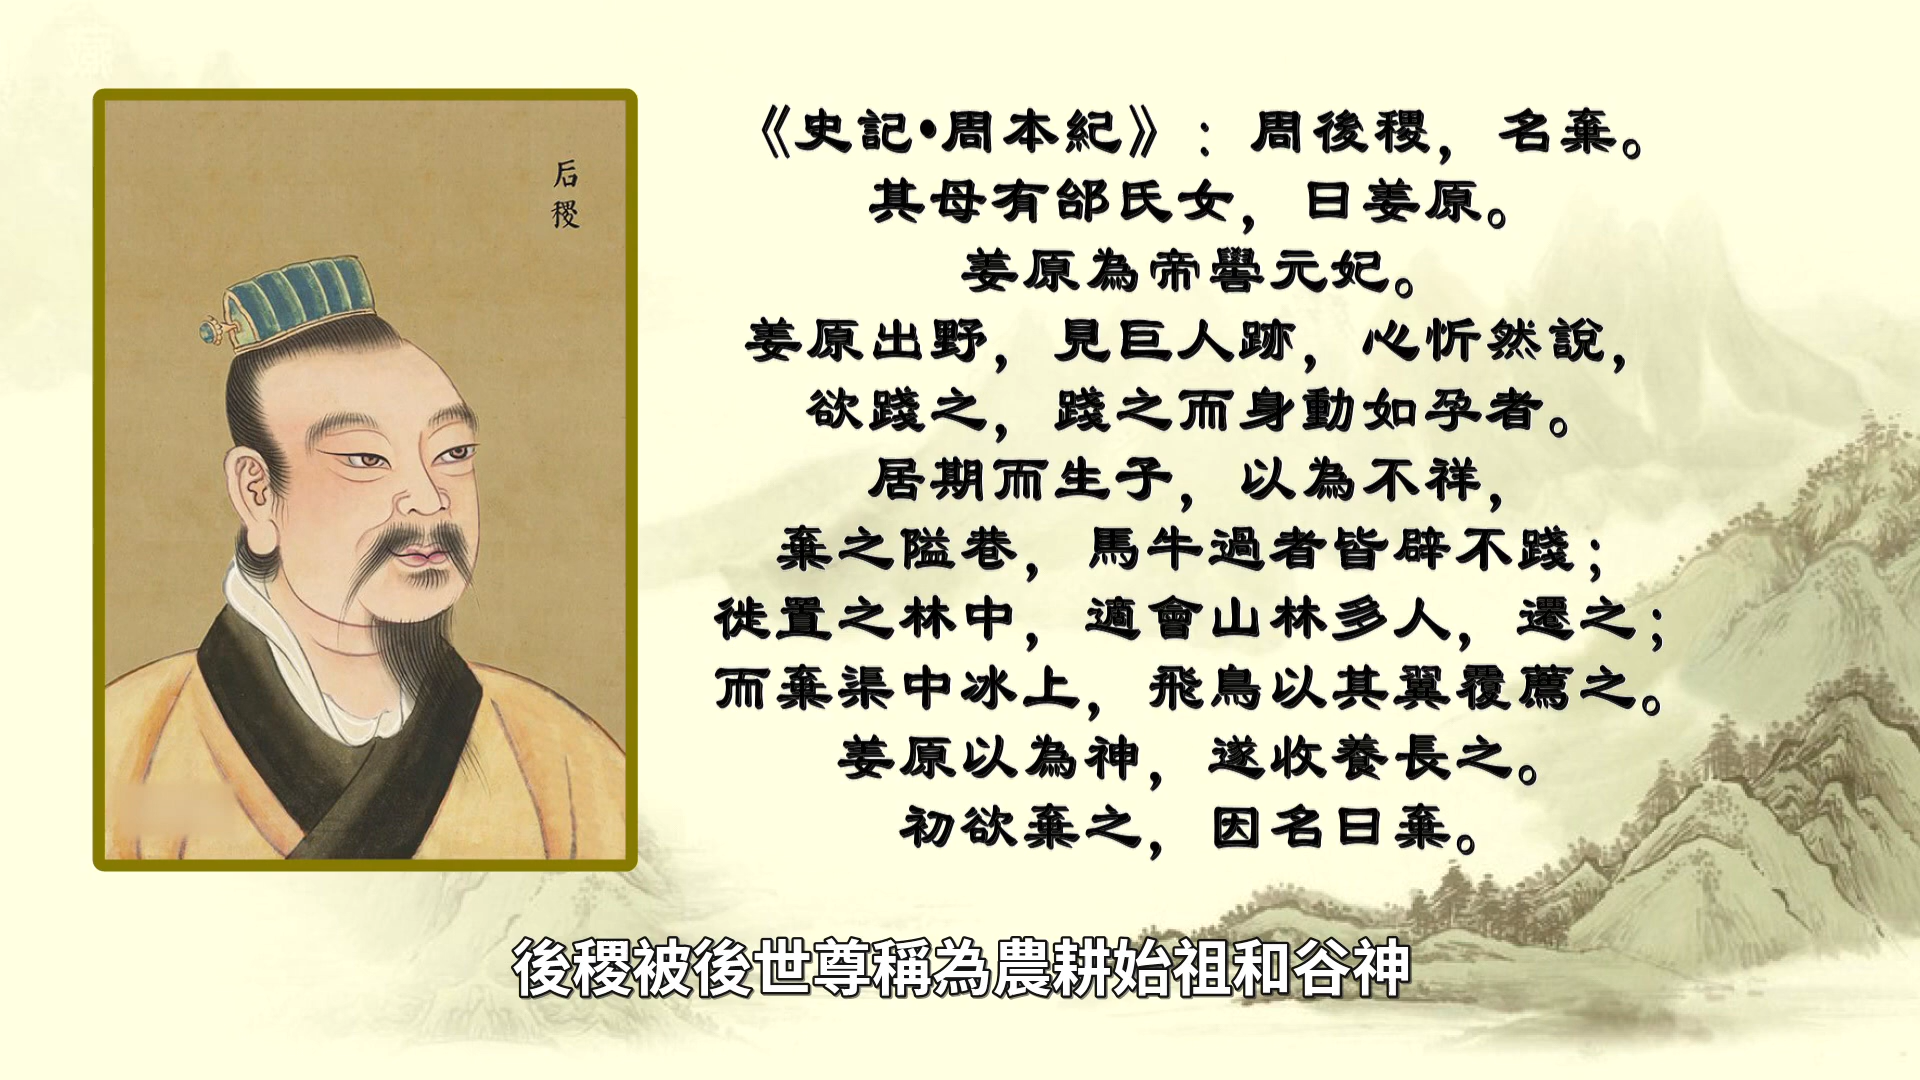 后稷
《史記•周本紀》：周後稷，名棄。
其母有邰氏女，曰姜原。
姜原為帝嚳元妃。
姜原出野，見巨人跡，心忻然說，
欲踐之，踐之而身動如孕者。
居期而生子，以為不祥，
棄之隘巷，馬牛過者皆辟不踐；
徙置之林中，適會山林多人，遷之；
而棄渠中冰上，飛鳥以其翼覆薦之。
姜原以為神，遂收養長之。
初欲棄之，因名曰棄。
後稷被後世尊稱為農耕始祖和谷神